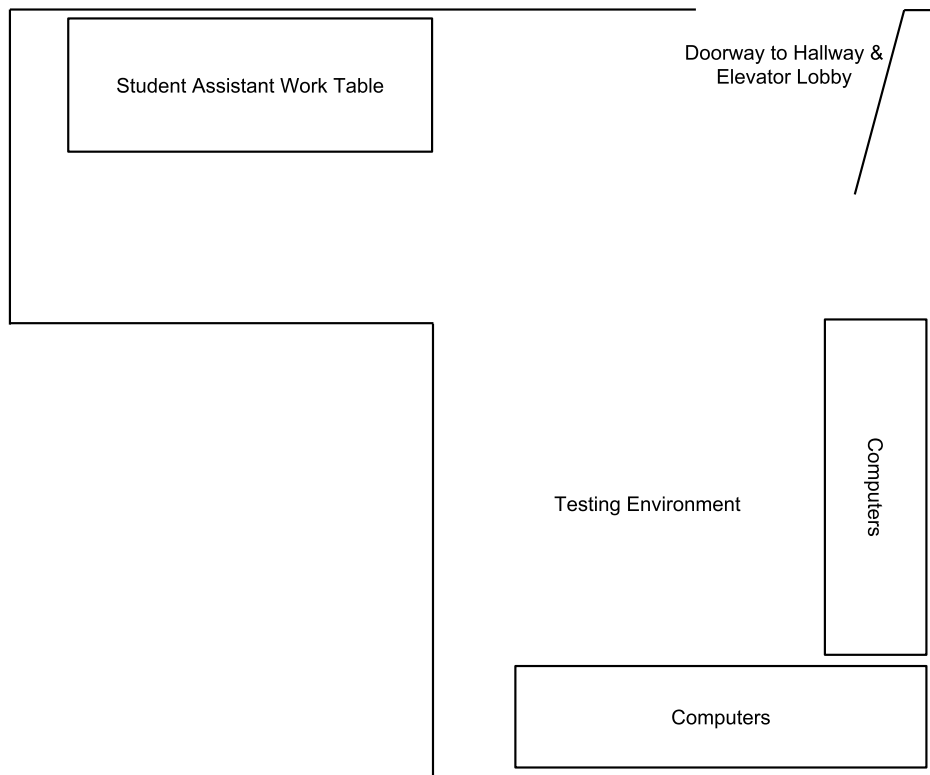 Student Assistant Work Table
Doorway to Hallway &
Elevator Lobby
Computers
Testing Environment
Computers